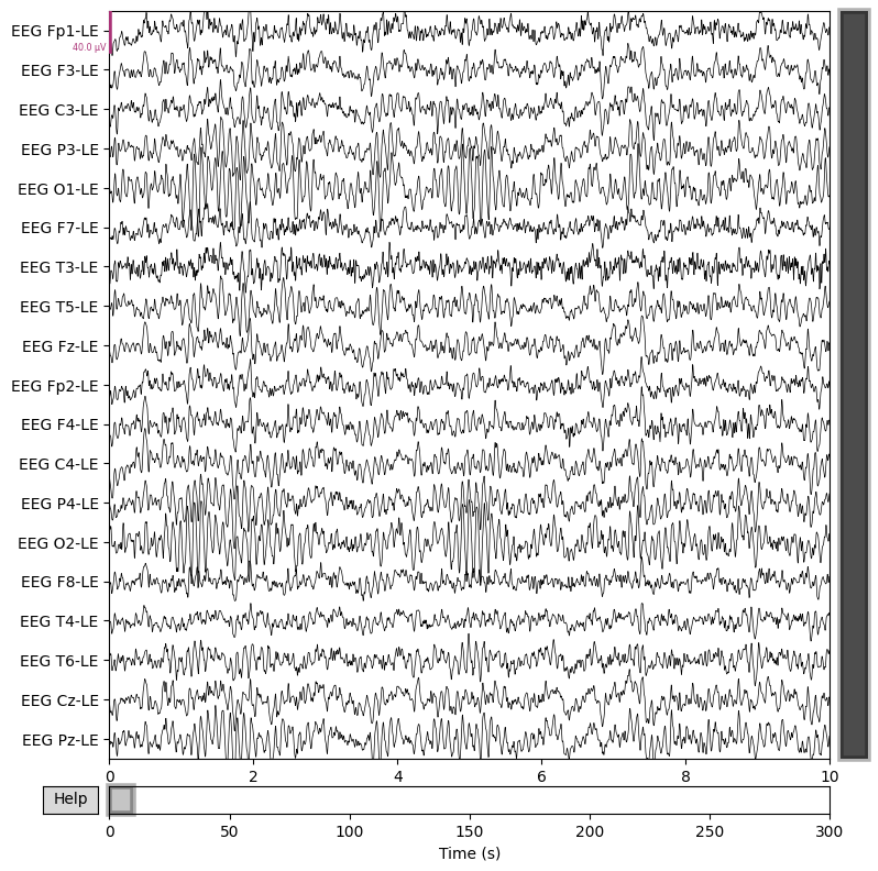 EEG Fp1-LE
40.0 µV
EEG F3-LE
EEG C3-LE
EEG P3-LE
EEG O1-LE
EEG F7-LE
EEG T3-LE
EEG T5-LE
EEG Fz-LE
EEG Fp2-LE
EEG F4-LE
EEG C4-LE
EEG P4-LE
EEG O2-LE
EEG F8-LE
EEG T4-LE
EEG T6-LE
EEG Cz-LE
EEG Pz-LE
0 2 4 6 8 10
Help
0 50 100 150 200 250 300
Time (s)